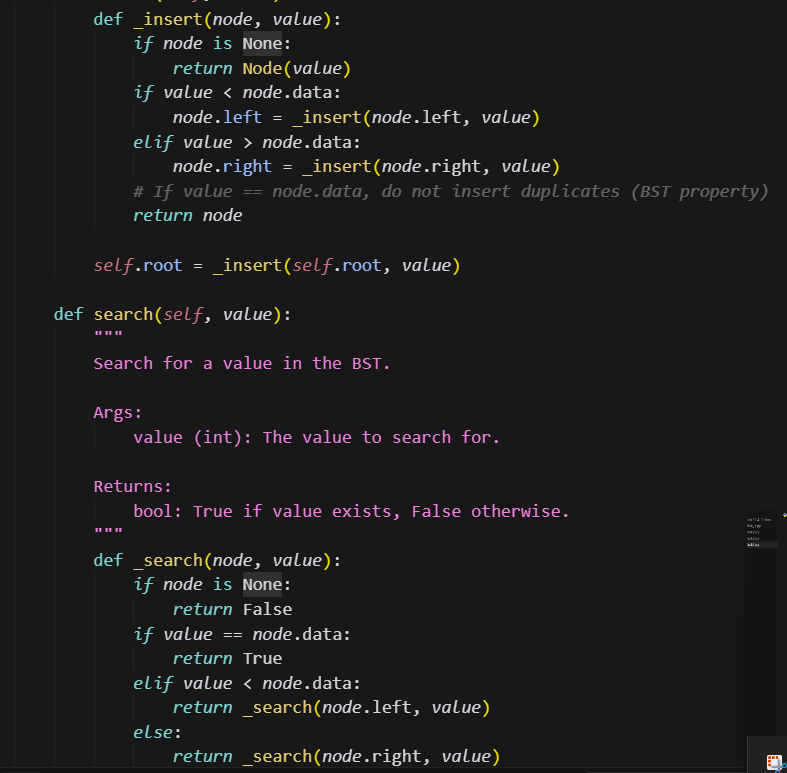 def _insert(node, value):
    if node is None:
        return Node(value)
    if value < node.data:
        node.left = _insert(node.left, value)
    elif value > node.data:
        node.right = _insert(node.right, value)
    # If value == node.data, do not insert duplicates (BST property)
    return node

self.root = _insert(self.root, value)

def search(self, value):
    """
    Search for a value in the BST.

    Args:
        value (int): The value to search for.

    Returns:
        bool: True if value exists, False otherwise.
    """
    def _search(node, value):
        if node is None:
            return False
        if value == node.data:
            return True
        elif value < node.data:
            return _search(node.left, value)
        else:
            return _search(node.right, value)